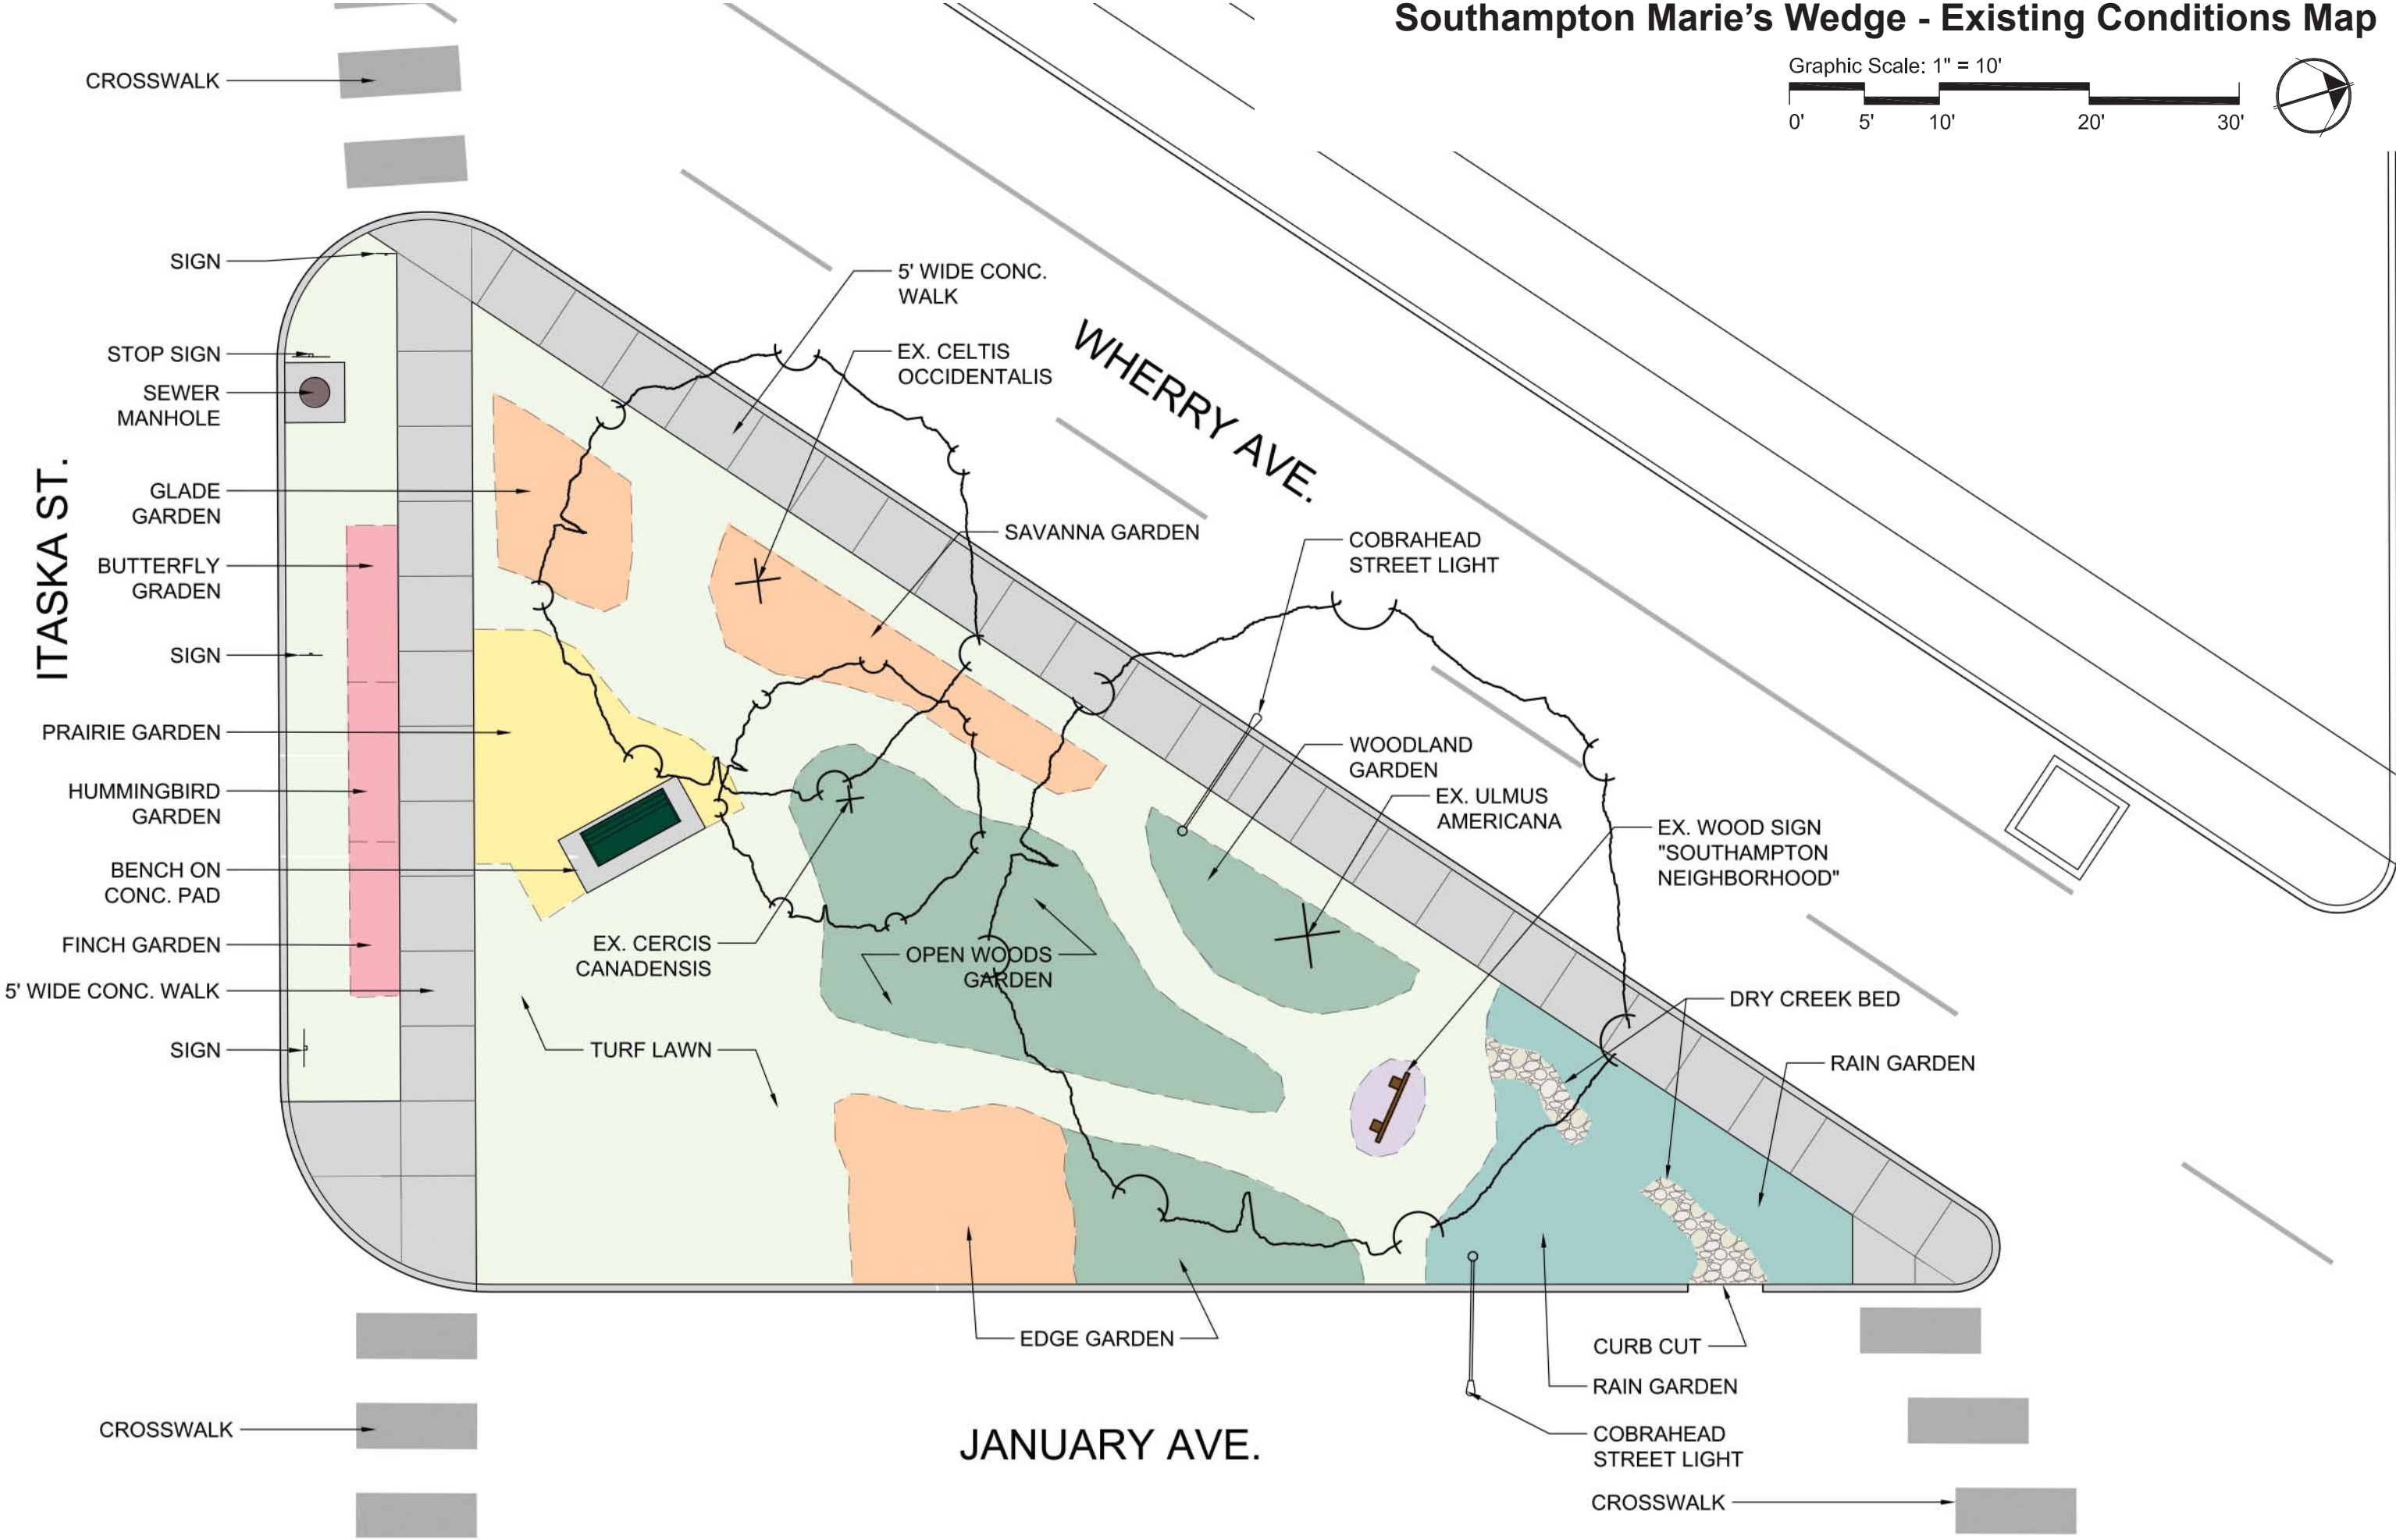 Southampton Marie's Wedge - Existing Conditions Map
Graphic Scale: 1" = 10'
0' 5' 10' 20' 30'
CROSSWALK
SIGN
STOP SIGN
SEWER
MANHOLE
GLADE
GARDEN
BUTTERFLY
GRADEN
SIGN
PRAIRIE GARDEN
HUMMINGBIRD
GARDEN
BENCH ON
CONC. PAD
FINCH GARDEN
5' WIDE CONC. WALK
SIGN
CROSSWALK
ITASKA ST.
5' WIDE CONC.
WALK
EX. CELTIS
OCCIDENTALIS
WHERRY AVE.
SAVANNA GARDEN
COBRAHEAD
STREET LIGHT
WOODLAND
GARDEN
EX. ULMUS
AMERICANA
EX. WOOD SIGN
"SOUTHAMPTON
NEIGHBORHOOD"
EX. CERCIS
CANADENSIS
OPEN WOODS
GARDEN
DRY CREEK BED
TURF LAWN
RAIN GARDEN
EDGE GARDEN
CURB CUT
RAIN GARDEN
COBRAHEAD
STREET LIGHT
CROSSWALK
JANUARY AVE.